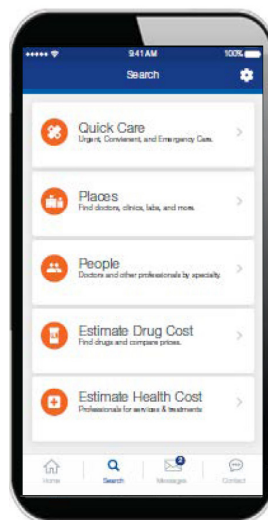 9:41 AM 100%
Search
Quick Care
Urgent, Convienent, and Emergency Care.
Places
Find doctors, clinics, labs, and more.
People
Doctors and other professionals by specialty.
Estimate Drug Cost
Find drugs and compare prices.
Estimate Health Cost
Professionals for services & treatments
Home Search Messages Contact